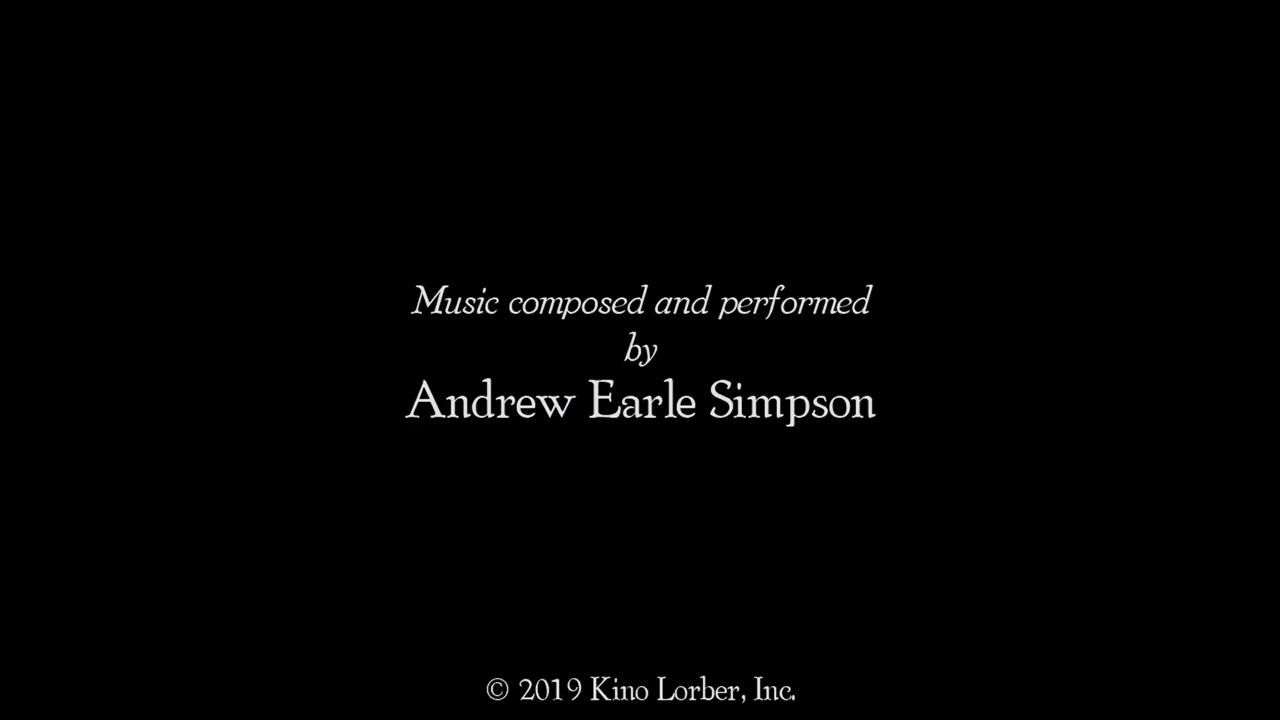 Music composed and performed
by
Andrew Earle Simpson
© 2019 Kino Lorber, Inc.